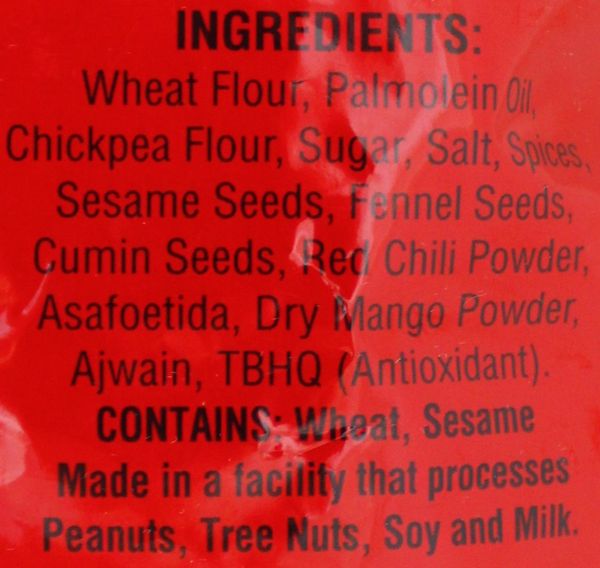 INGREDIENTS:
Wheat Flour, Palmolein Oil,
Chickpea Flour, Sugar, Salt, Spices,
Sesame Seeds, Fennel Seeds,
Cumin Seeds, Red Chili Powder,
Asafoetida, Dry Mango Powder,
Ajwain, TBHQ (Antioxidant).
CONTAINS: Wheat, Sesame
Made in a facility that processes
Peanuts, Tree Nuts, Soy and Milk.